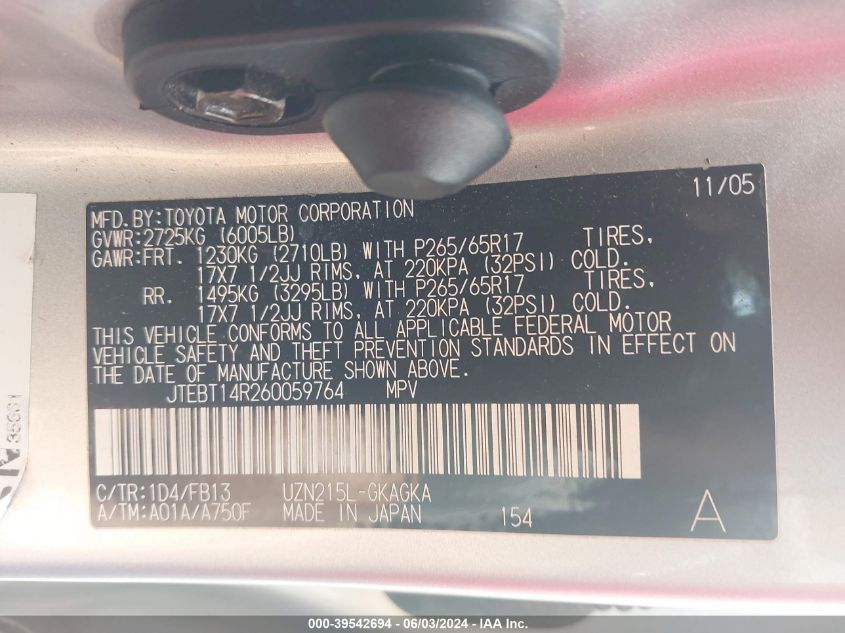 11/05
MFD. BY: TOYOTA MOTOR CORPORATION
GVWR: 2725KG (6005LB)
GAWR: FRT. 1230KG (2710LB) WITH P265/65R17 TIRES,
17X7 1/2JJ RIMS, AT 220KPA (32PSI) COLD.
RR. 1495KG (3295LB) WITH P265/65R17 TIRES,
17X7 1/2JJ RIMS, AT 220KPA (32PSI) COLD.
THIS VEHICLE CONFORMS TO ALL APPLICABLE FEDERAL MOTOR
VEHICLE SAFETY AND THEFT PREVENTION STANDARDS IN EFFECT ON
THE DATE OF MANUFACTURE SHOWN ABOVE.
JTEBT14R260059764 MPV
C/TR: 1D4/FB13 UZN215L-GKAGKA
A/TM: A01A/A750F MADE IN JAPAN 154 A
000-39542694 - 06/03/2024 - IAA Inc.